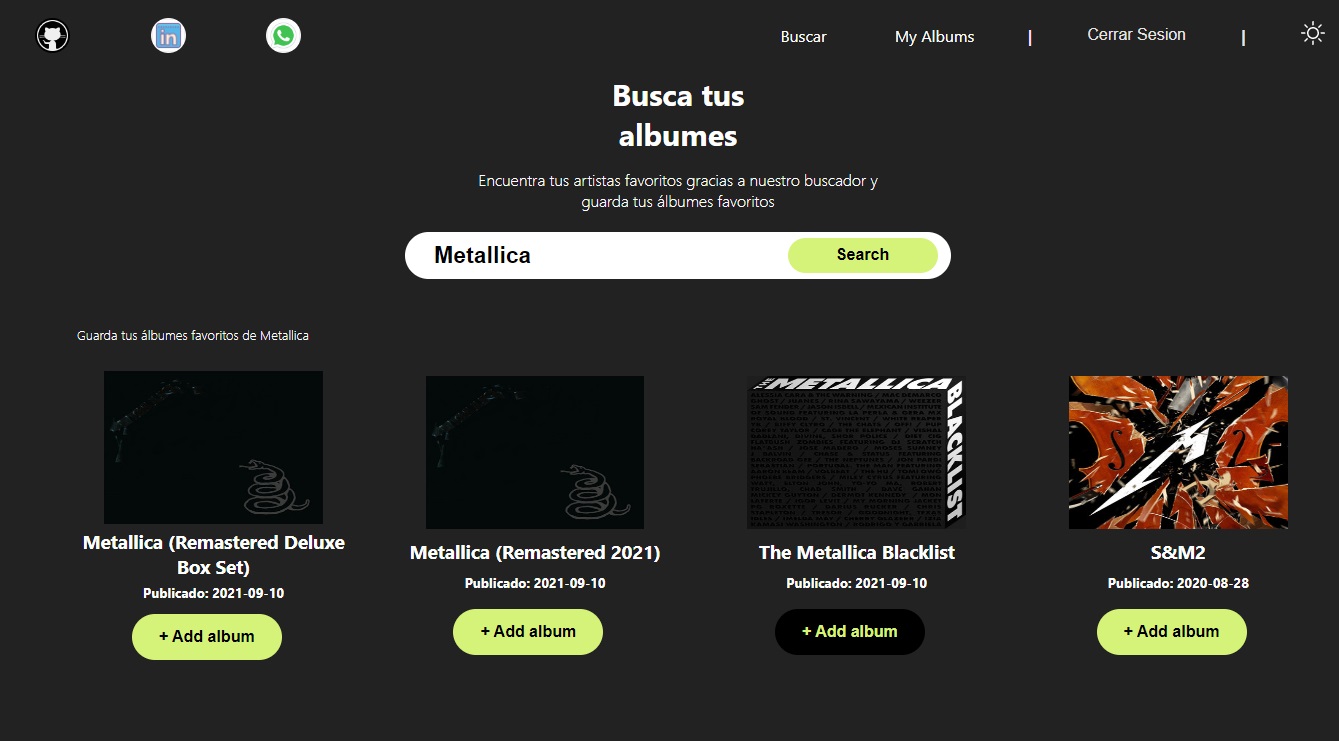 in
Buscar
My Albums
|
Cerrar Sesion
|
Busca tus
albumes
Encuentra tus artistas favoritos gracias a nuestro buscador y
guarda tus álbumes favoritos
Metallica
Search
Guarda tus álbumes favoritos de Metallica
THE METALLICA
BLACKLIST
Metallica (Remastered Deluxe
Box Set)
Publicado: 2021-09-10
+ Add album
Metallica (Remastered 2021)
Publicado: 2021-09-10
+ Add album
The Metallica Blacklist
Publicado: 2021-09-10
+ Add album
S&M2
Publicado: 2020-08-28
+ Add album